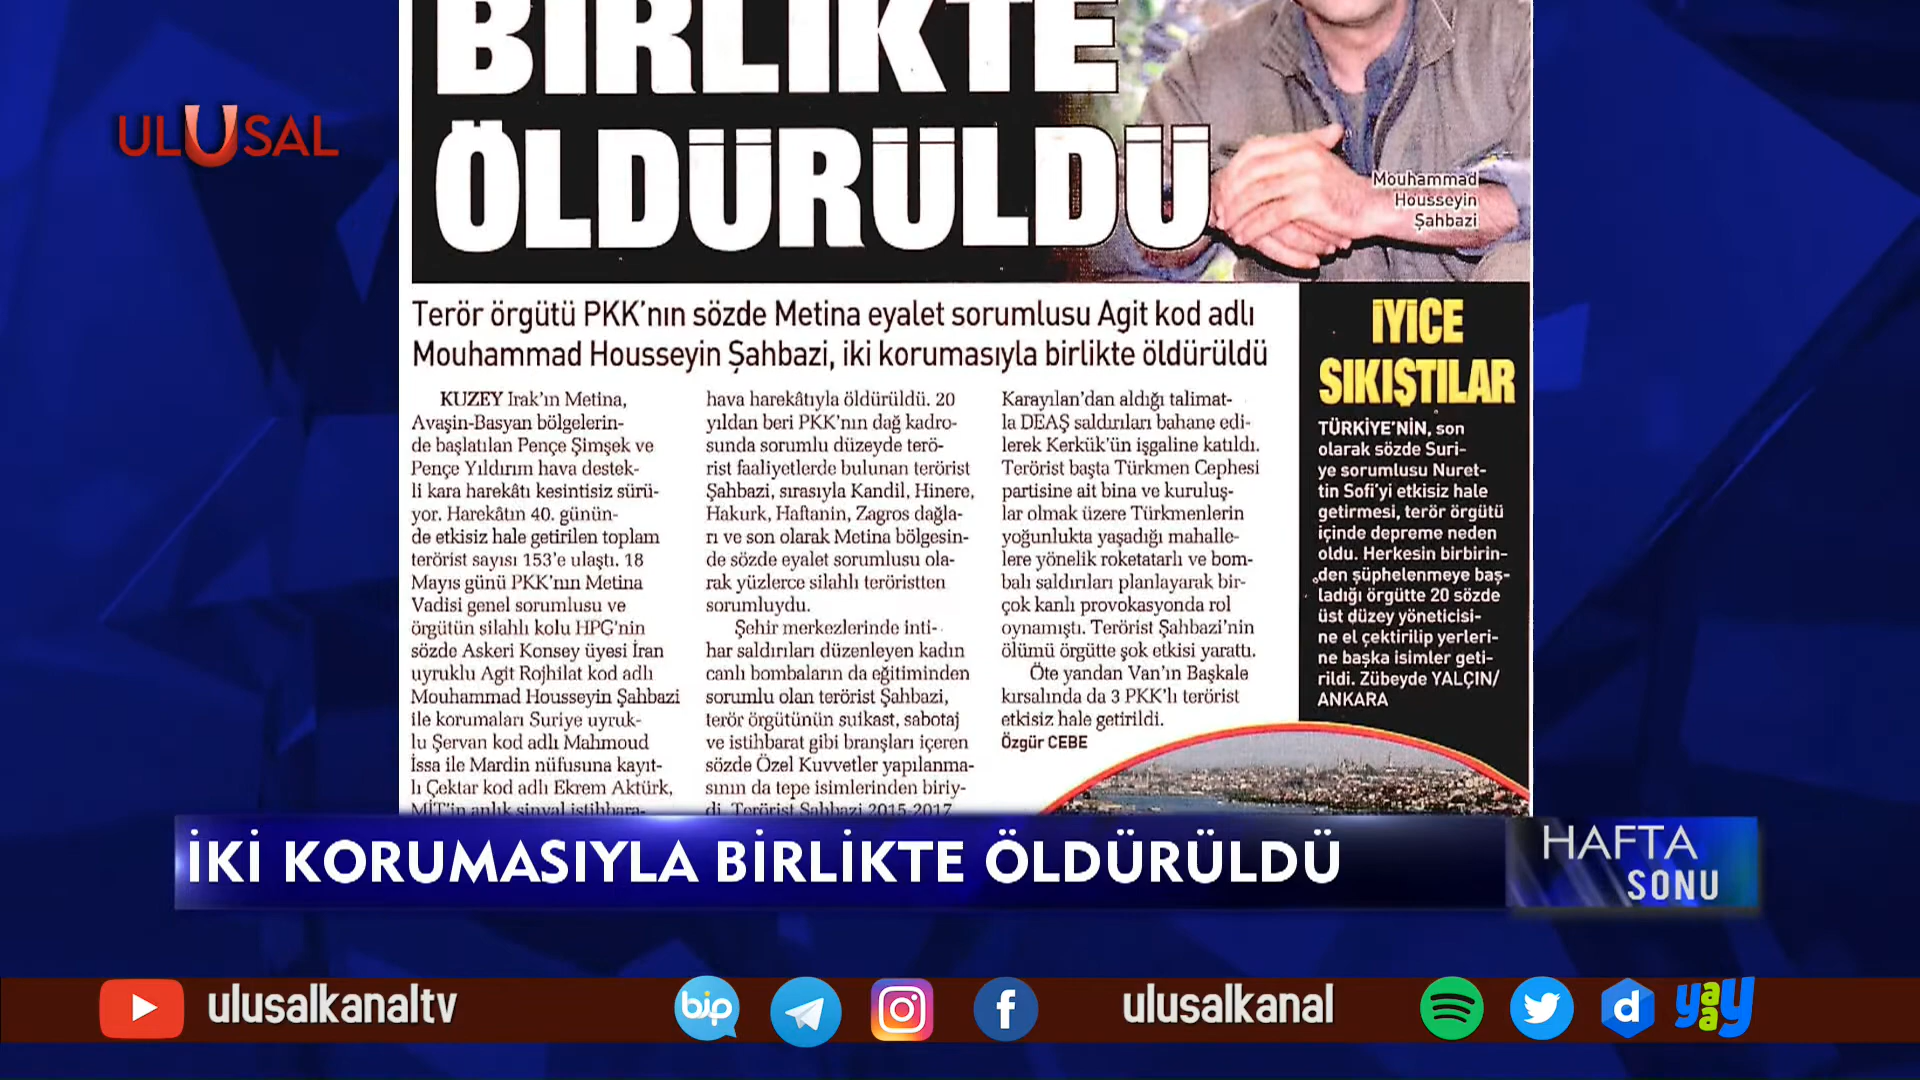 BİRLİKTE
ÖLDÜRÜLDÜ
ULUSAL
Mouhammad
Housseyin
Şahbazi
Terör örgütü PKK'nın sözde Metina eyalet sorumlusu Agit kod adlı
Mouhammad Housseyin Şahbazi, iki korumasıyla birlikte öldürüldü
KUZEY Irak'ın Metina,
Avaşin-Basyan bölgelerin-
de başlatılan Pençe Şimşek ve
Pençe Yıldırım hava destek-
li kara harekâtı kesintisiz sürü-
yor. Harekâtın 40. günün-
de etkisiz hale getirilen toplam
terörist sayısı 153'e ulaştı. 18
Mayıs günü PKK'nın Metina
Vadisi genel sorumlusu ve
örgütün silahlı kolu HPG'nin
sözde Askeri Konsey üyesi İran
uyruklu Agit Rojhilat kod adlı
Mouhammad Housseyin Şahbazi
ile korumaları Suriye uyruk-
lu Şervan kod adlı Mahmoud
İssa ile Mardin nüfusuna kayıt-
lı Çektar kod adlı Ekrem Aktürk,
MİT'in anlık sinyal istihbara-
hava harekâtıyla öldürüldü. 20
yıldan beri PKK'nın dağ kadro-
sunda sorumlu düzeyde terö-
rist faaliyetlerde bulunan terörist
Şahbazi, sırasıyla Kandil, Hinere,
Hakurk, Haftanin, Zagros dağla-
rı ve son olarak Metina bölgesin-
de sözde eyalet sorumlusu ola-
rak yüzlerce silahlı teröristten
sorumluydu.
Şehir merkezlerinde inti-
har saldırıları düzenleyen kadın
canlı bombaların da eğitiminden
sorumlu olan terörist Şahbazi,
terör örgütünün suikast, sabotaj
ve istihbarat gibi branşları içeren
sözde Özel Kuvvetler yapılanma-
sının da tepe isimlerinden biriy-
di. Terörist Şahbazi 2015-2017
Karayılan'dan aldığı talimat-
la DEAŞ saldırıları bahane edi-
lerek Kerkük'ün işgaline katıldı.
Terörist başta Türkmen Cephesi
partisine ait bina ve kuruluş-
lar olmak üzere Türkmenlerin
yoğunlukta yaşadığı mahalle-
lere yönelik roketatarlı ve bom-
balı saldırıları planlayarak bir-
çok kanlı provokasyonda rol
oynamıştı. Terörist Şahbazi'nin
ölümü örgütte şok etkisi yarattı.
Öte yandan Van'ın Başkale
kırsalında da 3 PKK'lı terörist
etkisiz hale getirildi.
Özgür CEBE
İYİCE
SIKIŞTILAR
TÜRKİYE'NİN, son
olarak sözde Suri-
ye sorumlusu Nuret-
tin Sofi'yi etkisiz hale
getirmesi, terör örgütü
içinde depreme neden
oldu. Herkesin birbirin-
den şüphelenmeye baş-
ladığı örgütte 20 sözde
üst düzey yöneticisi-
ne el çektirilip yerleri-
ne başka isimler geti-
rildi. Zübeyde YALÇIN/
ANKARA
İKİ KORUMASIYLA BİRLİKTE ÖLDÜRÜLDÜ
HAFTA
SONU
ulusalkanaltv
bip
ulusalkanal
d
yaay